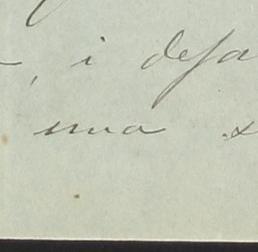 , i desa
una